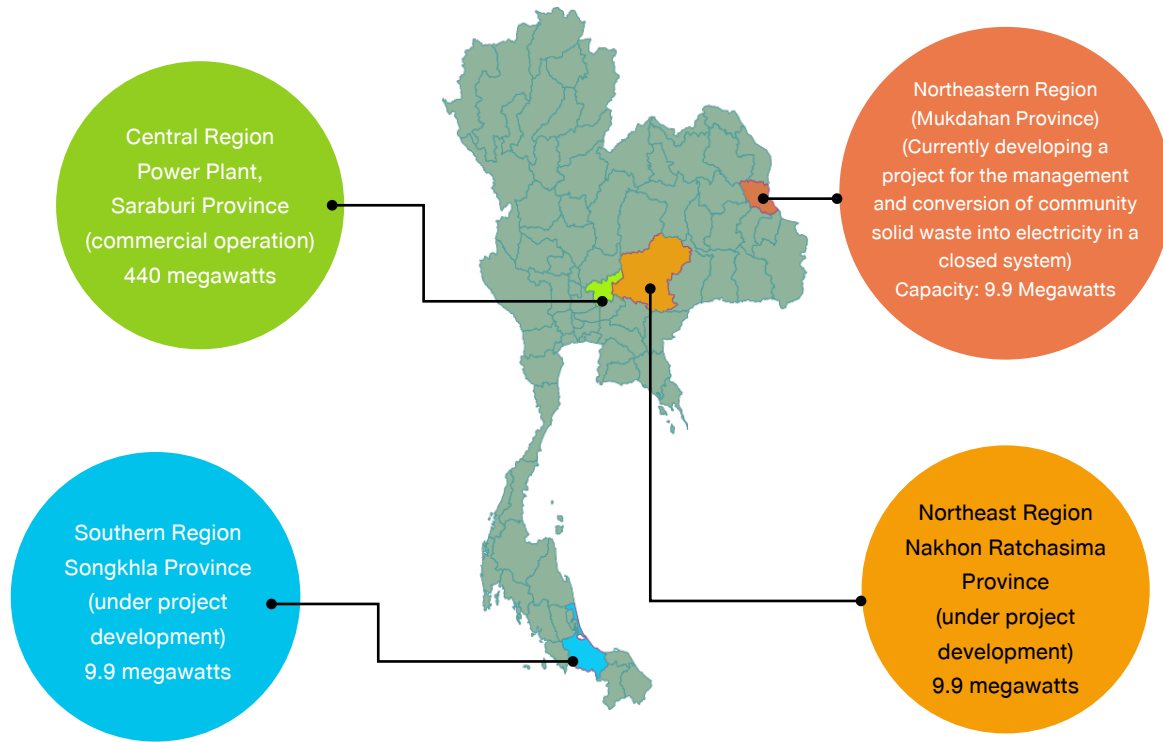 Central Region
Power Plant,
Saraburi Province
(commercial operation)
440 megawatts
Northeastern Region
(Mukdahan Province)
(Currently developing a
project for the management
and conversion of community
solid waste into electricity in a
closed system)
Capacity: 9.9 Megawatts
Southern Region
Songkhla Province
(under project
development)
9.9 megawatts
Northeast Region
Nakhon Ratchasima
Province
(under project
development)
9.9 megawatts